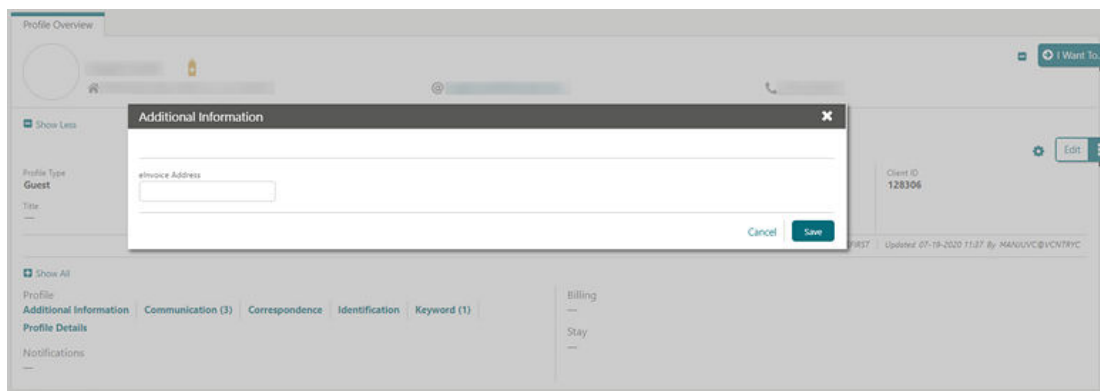 Profile Overview
I Want To.
@
Show Less
Additional Information
Edit
eInvoice Address
Profile Type
Guest
Client ID
128306
Title
—
Cancel
Save
FIRST
Updated 07-19-2020 11:37 By MANJUVC@VCNTRYC
Show All
Profile
Additional Information Communication (3) Correspondence Identification Keyword (1)
Profile Details
Notifications
—
Billing
—
Stay
—